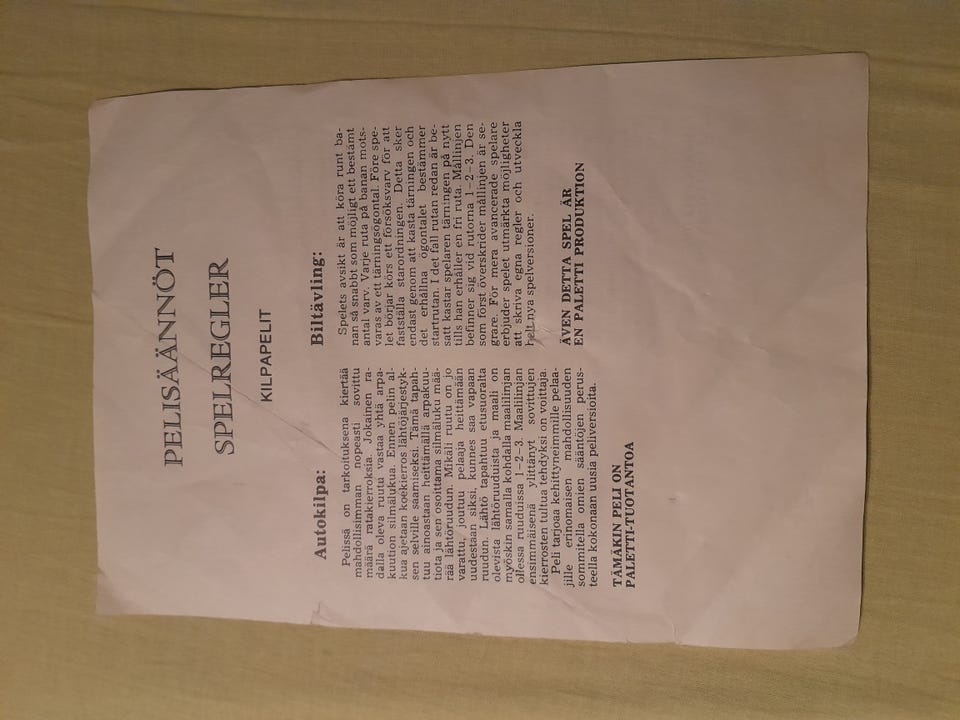 PELISÄÄNNÖT
SPELREGLER
KILPAPELIT
Autokilpa:
Pelissä on tarkoituksena kiertää
mahdollisimman nopeasti sovittu
määrä ratakierroksia. Jokainen ra-
dalla oleva ruutu vastaa yhtä arpa-
kuution silmälukua. Ennen pelin al-
kua ajetaan koekierros lähtöjärjestyk-
sen selville saamiseksi. Tämä tapah-
tuu ainoastaan heittämällä arpakuu-
tiota ja sen osoittama silmäluku mää-
rää lähtöruudun. Mikäli ruutu on jo
varattu, joutuu pelaaja heittämään
uudestaan siksi, kunnes saa vapaan
ruudun. Lähtö tapahtuu etusuoralta
olevista lähtöruuduista ja maali on
myöskin samalla kohdalla maaliinjan
ollessa ruuduissa 1–2–3. Maaliinjan
ensimmäisenä ylittänyt sovittujen
kierrosten tultua tehdyksi on voittaja.
Peli tarjoaa kehittyneimmille pelaa-
jille erinomaisen mahdollisuuden
sommitella omien sääntöjen perus-
teella kokonaan uusia peliversioita.
TÄMÄKIN PELI ON
PALETTI-TUOTANTOA
Biltävling:
Spelets avsikt är att köra runt ba-
nan så snabbt som möjligt ett bestämt
antal varv. Varje ruta på banan mots-
varas av ett tärningsögontal. Före spe-
let börjar körs ett försöksvarv för att
fastställa starordningen. Detta sker
endast genom att kasta tärningen och
det erhållna ögontalet bestämmer
startrutan. I det fall rutan redan är be-
satt kastar spelaren tärningen på nytt
tills han erhåller en fri ruta. Mållinjen
befinner sig vid rutorna 1–2–3. Den
som först överskrider mållinjen är se-
grare. För mera avancerade spelare
erbjuder spelet utmärkta möjligheter
att skriva egna regler och utveckla
helt nya spelversioner.
ÄVEN DETTA SPEL ÄR
EN PALETTI PRODUKTION